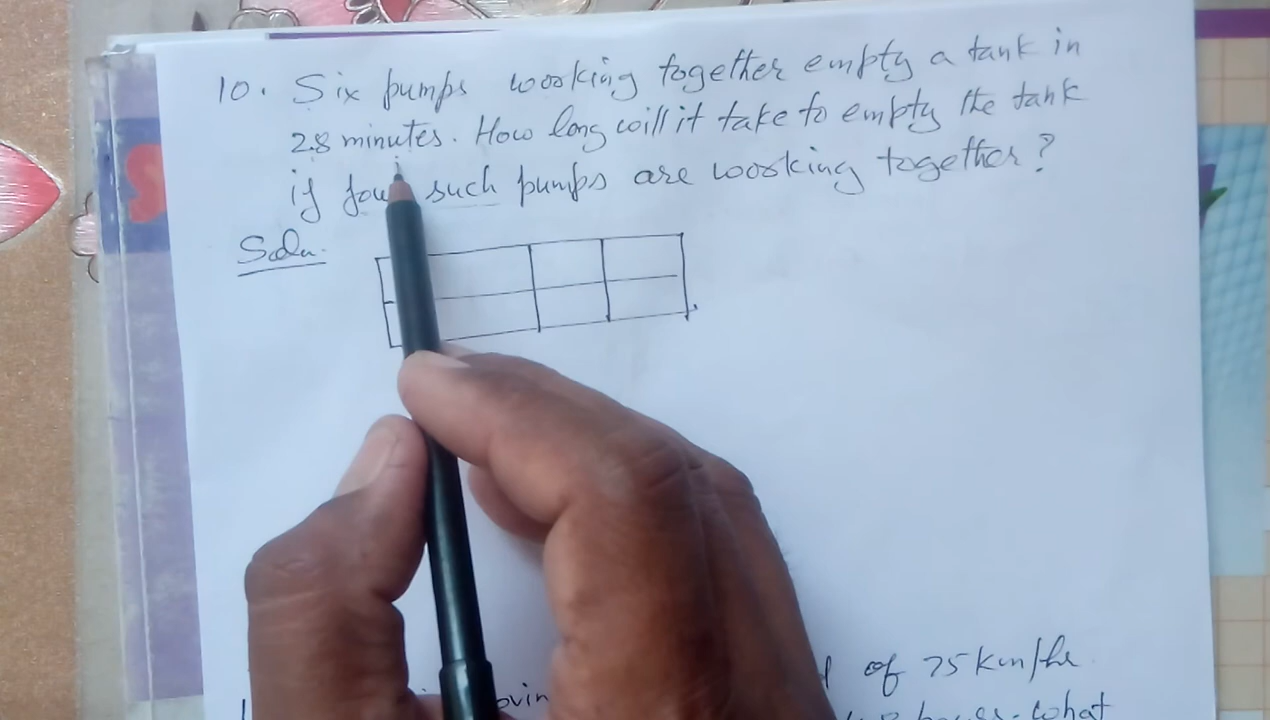 10. Six pumps working together empty a tank in
28 minutes. How long will it take to empty the tank
if such pumps are working together?
Soln.
of 75 km/hr.
what